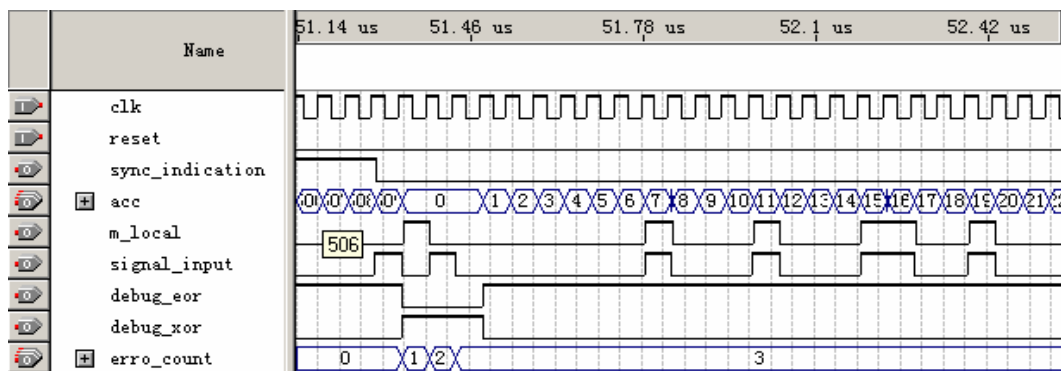 51.14 us 51.46 us 51.78 us 52.1 us 52.42 us
Name
clk
reset
sync_indication
acc 0 1 2 3 4 5 6 7 8 9 10 11 12 13 14 15 16 17 18 19 20 21
m_local
506
signal_input
debug_eor
debug_xor
erro_count 0 1 2 3